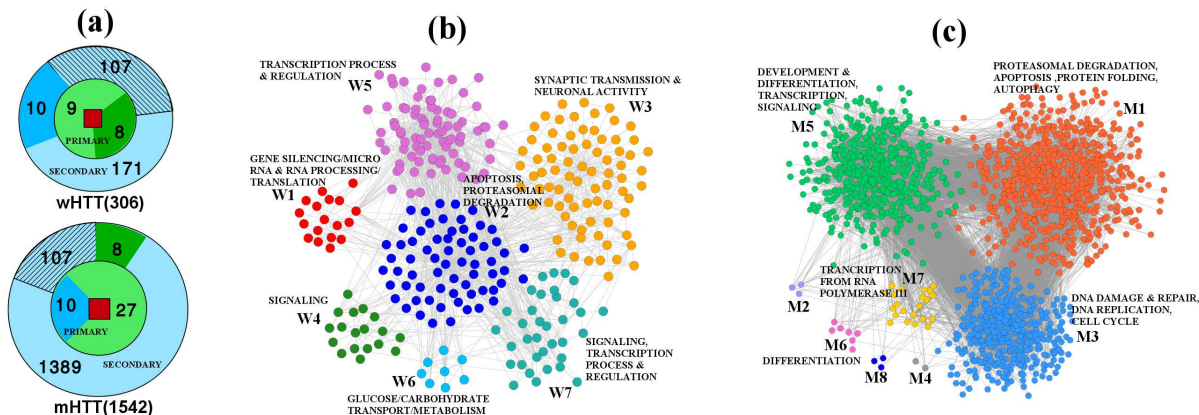 (a)
107
10
9
8
PRIMARY
SECONDARY 171
wHTT(306)
107
8
10
27
PRIMARY
1389
SECONDARY
mHTT(1542)
(b)
TRANSCRIPTION PROCESS
& REGULATION
W5
SYNAPTIC TRANSMISSION &
NEURONAL ACTIVITY
W3
GENE SILENCING/MICRO
RNA & RNA PROCESSING/
TRANSLATION
W1
APOPTOSIS,
PROTEASOMAL
DEGRADATION
W2
SIGNALING
W4
W6
GLUCOSE/CARBOHYDRATE
TRANSPORT/METABOLISM
SIGNALING,
TRANSCRIPTION
PROCESS &
REGULATION
W7
(c)
DEVELOPMENT &
DIFFERENTIATION,
TRANSCRIPTION,
SIGNALING
M5
PROTEASOMAL DEGRADATION,
APOPTOSIS ,PROTEIN FOLDING,
AUTOPHAGY
M1
M2
TRANCRIPTION
FROM RNA
POLYMERASE III
M7
M6
DIFFERENTIATION
M8
M4
DNA DAMAGE & REPAIR,
DNA REPLICATION,
CELL CYCLE
M3